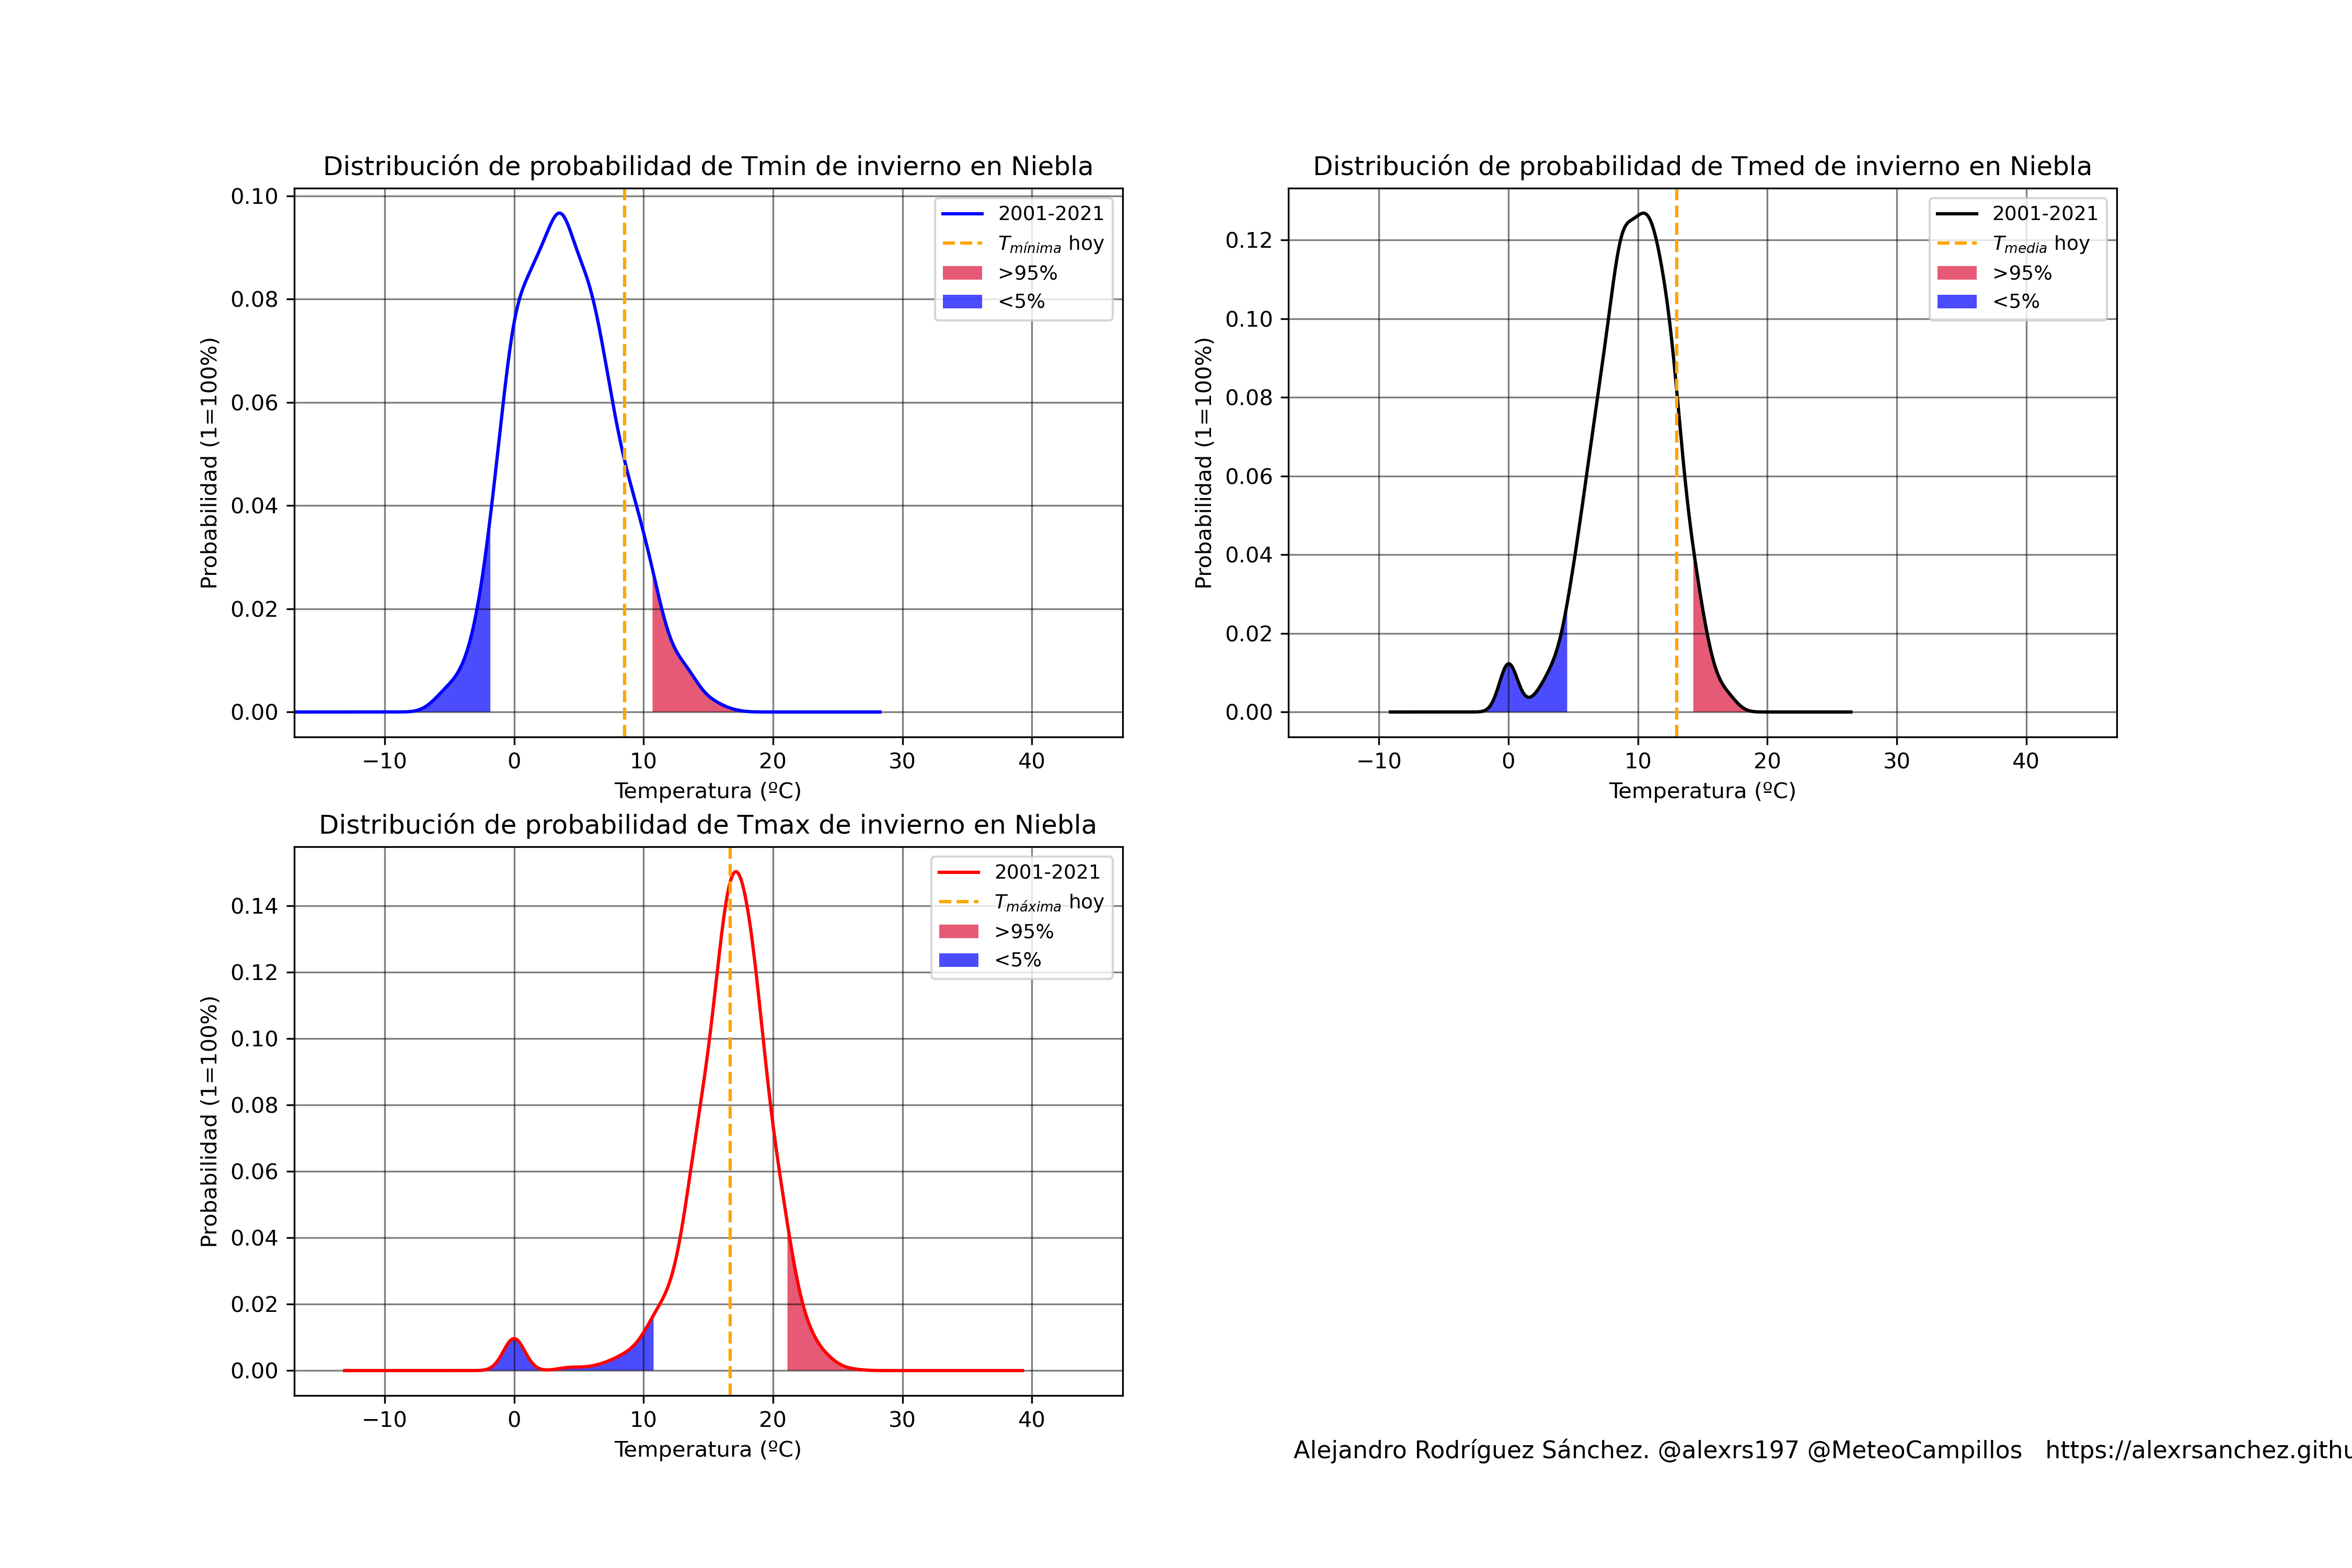 Distribución de probabilidad de Tmin de invierno en Niebla
0.10
0.08
0.06
0.04
0.02
0.00
Probabilidad (1=100%)
2001-2021
Tmínima hoy
>95%
<5%
−10 0 10 20 30 40
Temperatura (ºC)
Distribución de probabilidad de Tmed de invierno en Niebla
0.12
0.10
0.08
0.06
0.04
0.02
0.00
Probabilidad (1=100%)
2001-2021
Tmedia hoy
>95%
<5%
−10 0 10 20 30 40
Temperatura (ºC)
Distribución de probabilidad de Tmax de invierno en Niebla
0.14
0.12
0.10
0.08
0.06
0.04
0.02
0.00
Probabilidad (1=100%)
2001-2021
Tmáxima hoy
>95%
<5%
−10 0 10 20 30 40
Temperatura (ºC)
Alejandro Rodríguez Sánchez. @alexrs197 @MeteoCampillos https://alexrsanchez.githu